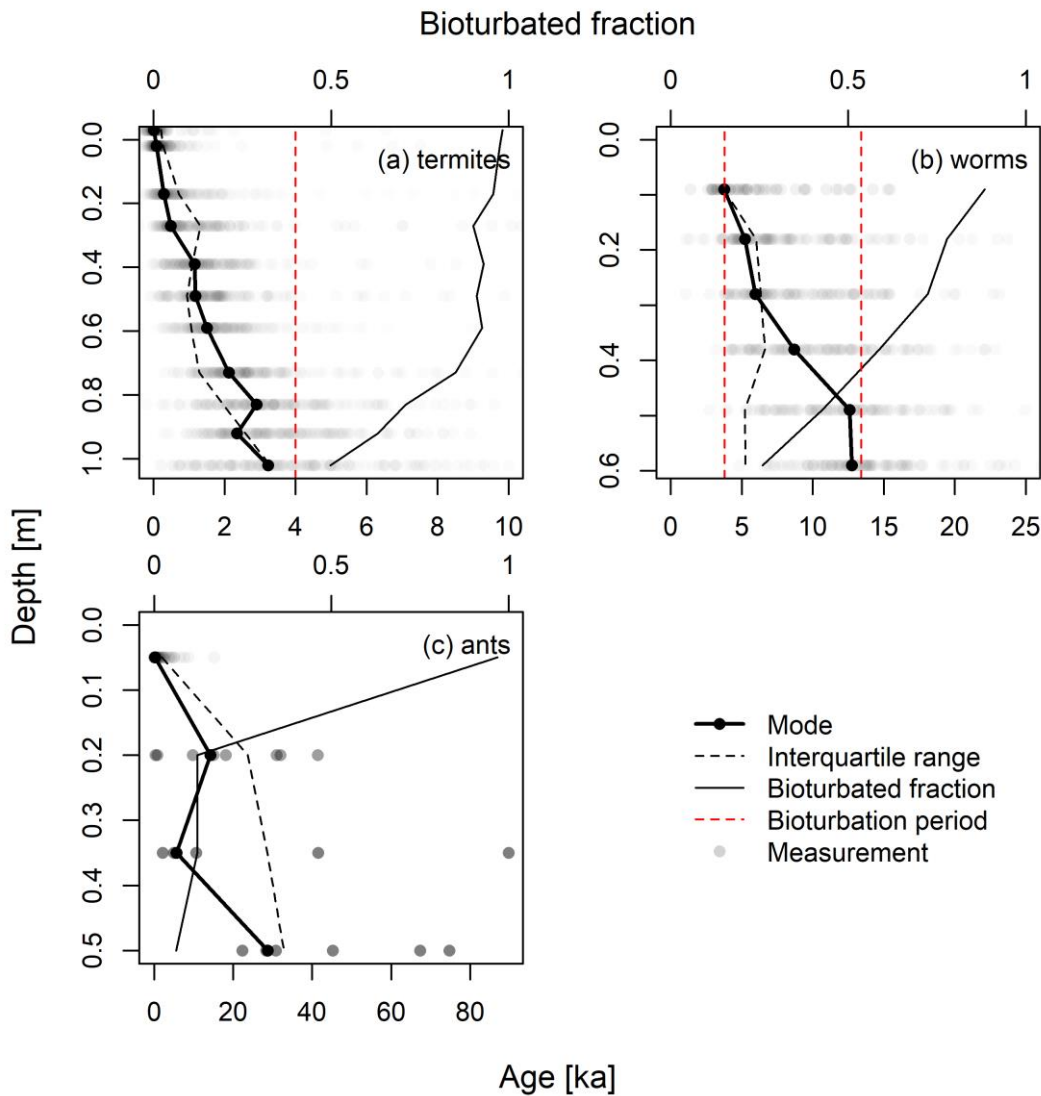 Bioturbated fraction
0 0.5 1
(a) termites
0.0 0.2 0.4 0.6 0.8 1.0
0 2 4 6 8 10
0 0.5 1
(b) worms
0.0 0.2 0.4 0.6
0 5 10 15 20 25
Depth [m]
0 0.5 1
(c) ants
0.0 0.1 0.2 0.3 0.4 0.5
0 20 40 60 80
Mode
Interquartile range
Bioturbated fraction
Bioturbation period
Measurement
Age [ka]